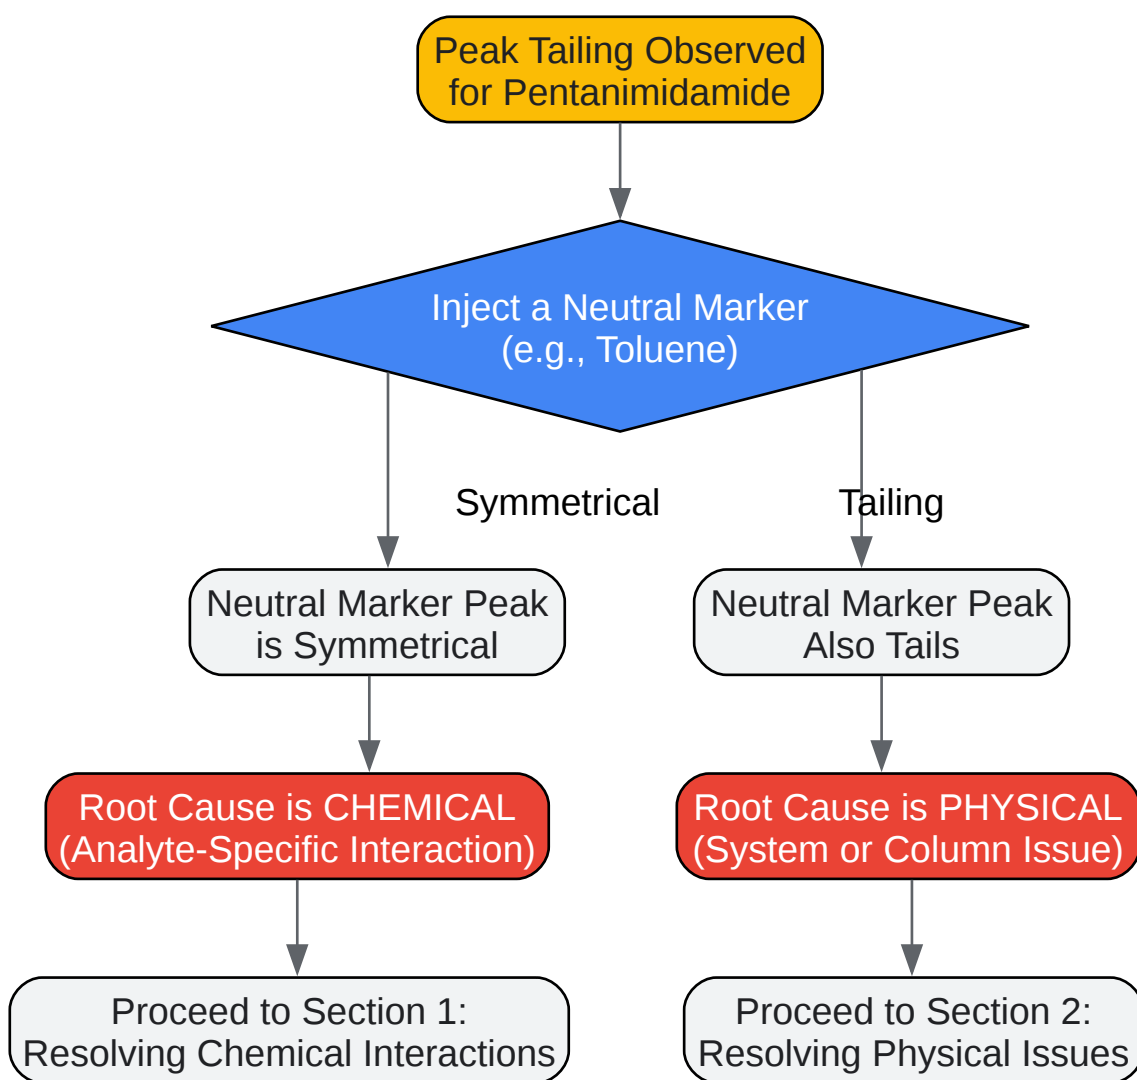 Peak Tailing Observed
for Pentanimidamide
Inject a Neutral Marker
(e.g., Toluene)
Symmetrical
Tailing
Neutral Marker Peak
is Symmetrical
Neutral Marker Peak
Also Tails
Root Cause is CHEMICAL
(Analyte-Specific Interaction)
Root Cause is PHYSICAL
(System or Column Issue)
Proceed to Section 1:
Resolving Chemical Interactions
Proceed to Section 2:
Resolving Physical Issues